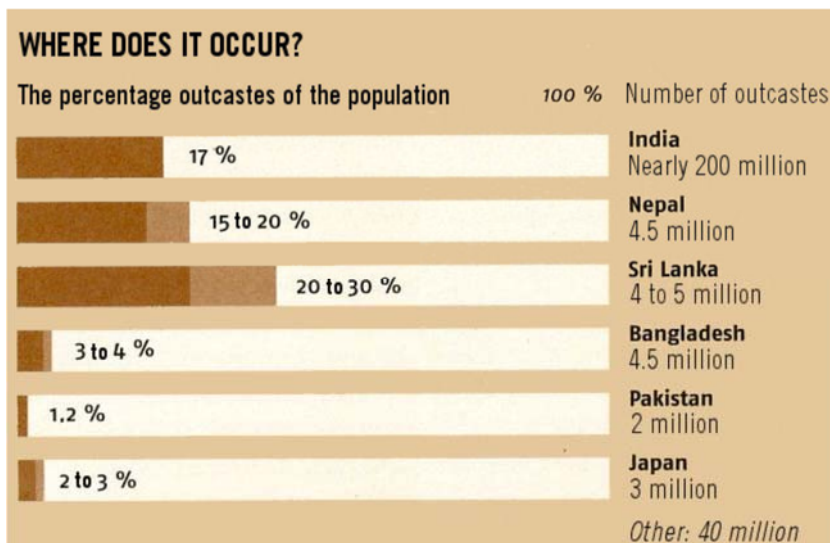 WHERE DOES IT OCCUR?
The percentage outcastes of the population 100 % Number of outcastes
17 %
India
Nearly 200 million
15 to 20 %
Nepal
4.5 million
20 to 30 %
Sri Lanka
4 to 5 million
3 to 4 %
Bangladesh
4.5 million
1.2 %
Pakistan
2 million
2 to 3 %
Japan
3 million
Other: 40 million